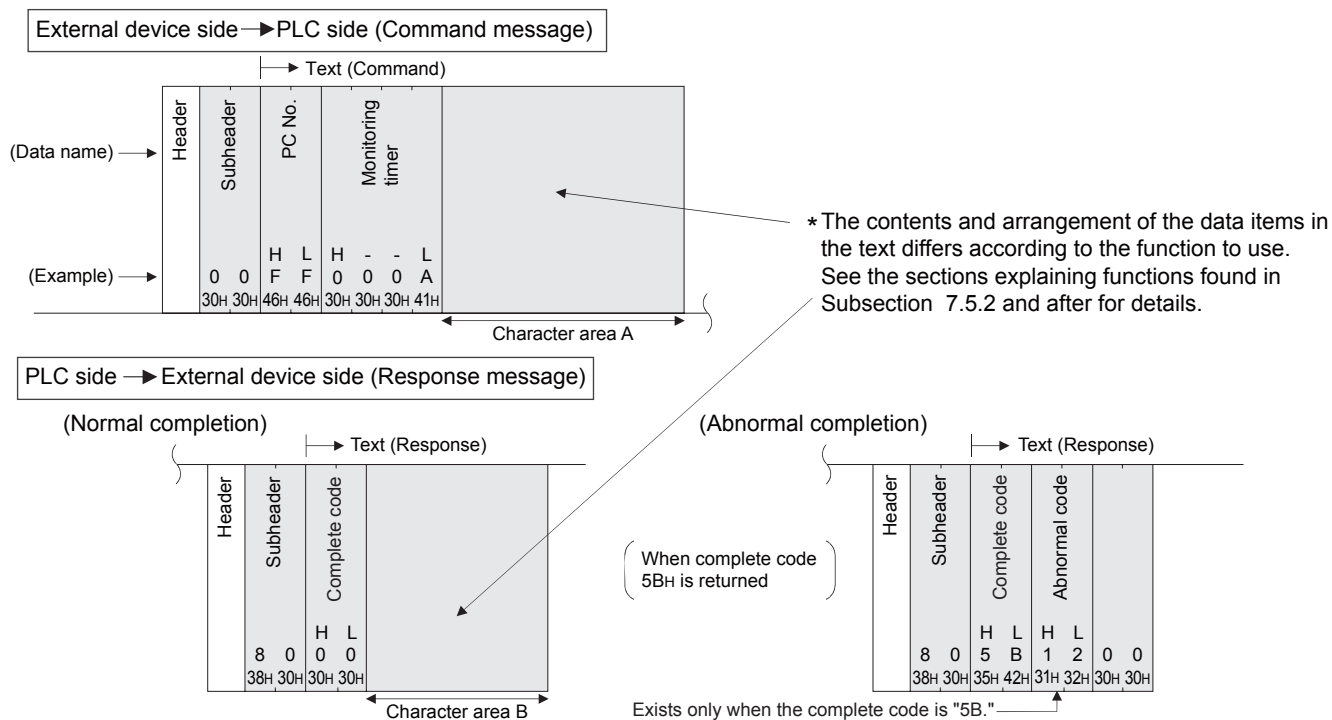 External device side → PLC side (Command message)
Text (Command)
(Data name)
Header
Subheader
PC No.
Monitoring
timer
H L H - - L
(Example)
0 0 F F 0 0 0 A
30H 30H 46H 46H 30H 30H 30H 41H
Character area A
* The contents and arrangement of the data items in
the text differs according to the function to use.
See the sections explaining functions found in
Subsection 7.5.2 and after for details.
PLC side → External device side (Response message)
(Normal completion)
Text (Response)
Header
Subheader
Complete code
H L
8 0 0 0
38H 30H 30H 30H
Character area B
(Abnormal completion)
Text (Response)
When complete code
5BH is returned
Header
Subheader
Complete code
Abnormal code
H L H L
8 0 5 B 1 2 0 0
38H 30H 35H 42H 31H 32H 30H 30H
Exists only when the complete code is "5B."